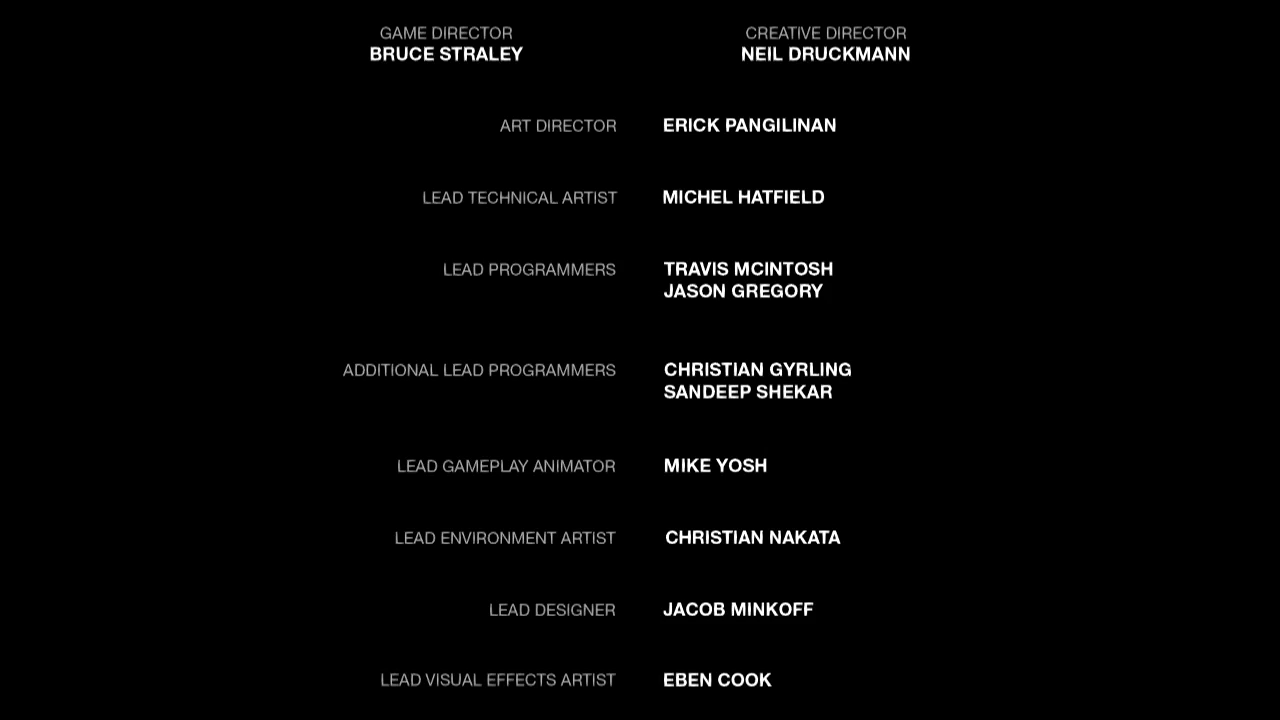 GAME DIRECTOR CREATIVE DIRECTOR
BRUCE STRALEY NEIL DRUCKMANN
ART DIRECTOR ERICK PANGILINAN
LEAD TECHNICAL ARTIST MICHEL HATFIELD
LEAD PROGRAMMERS TRAVIS MCINTOSH
JASON GREGORY
ADDITIONAL LEAD PROGRAMMERS CHRISTIAN GYRLING
SANDEEP SHEKAR
LEAD GAMEPLAY ANIMATOR MIKE YOSH
LEAD ENVIRONMENT ARTIST CHRISTIAN NAKATA
LEAD DESIGNER JACOB MINKOFF
LEAD VISUAL EFFECTS ARTIST EBEN COOK